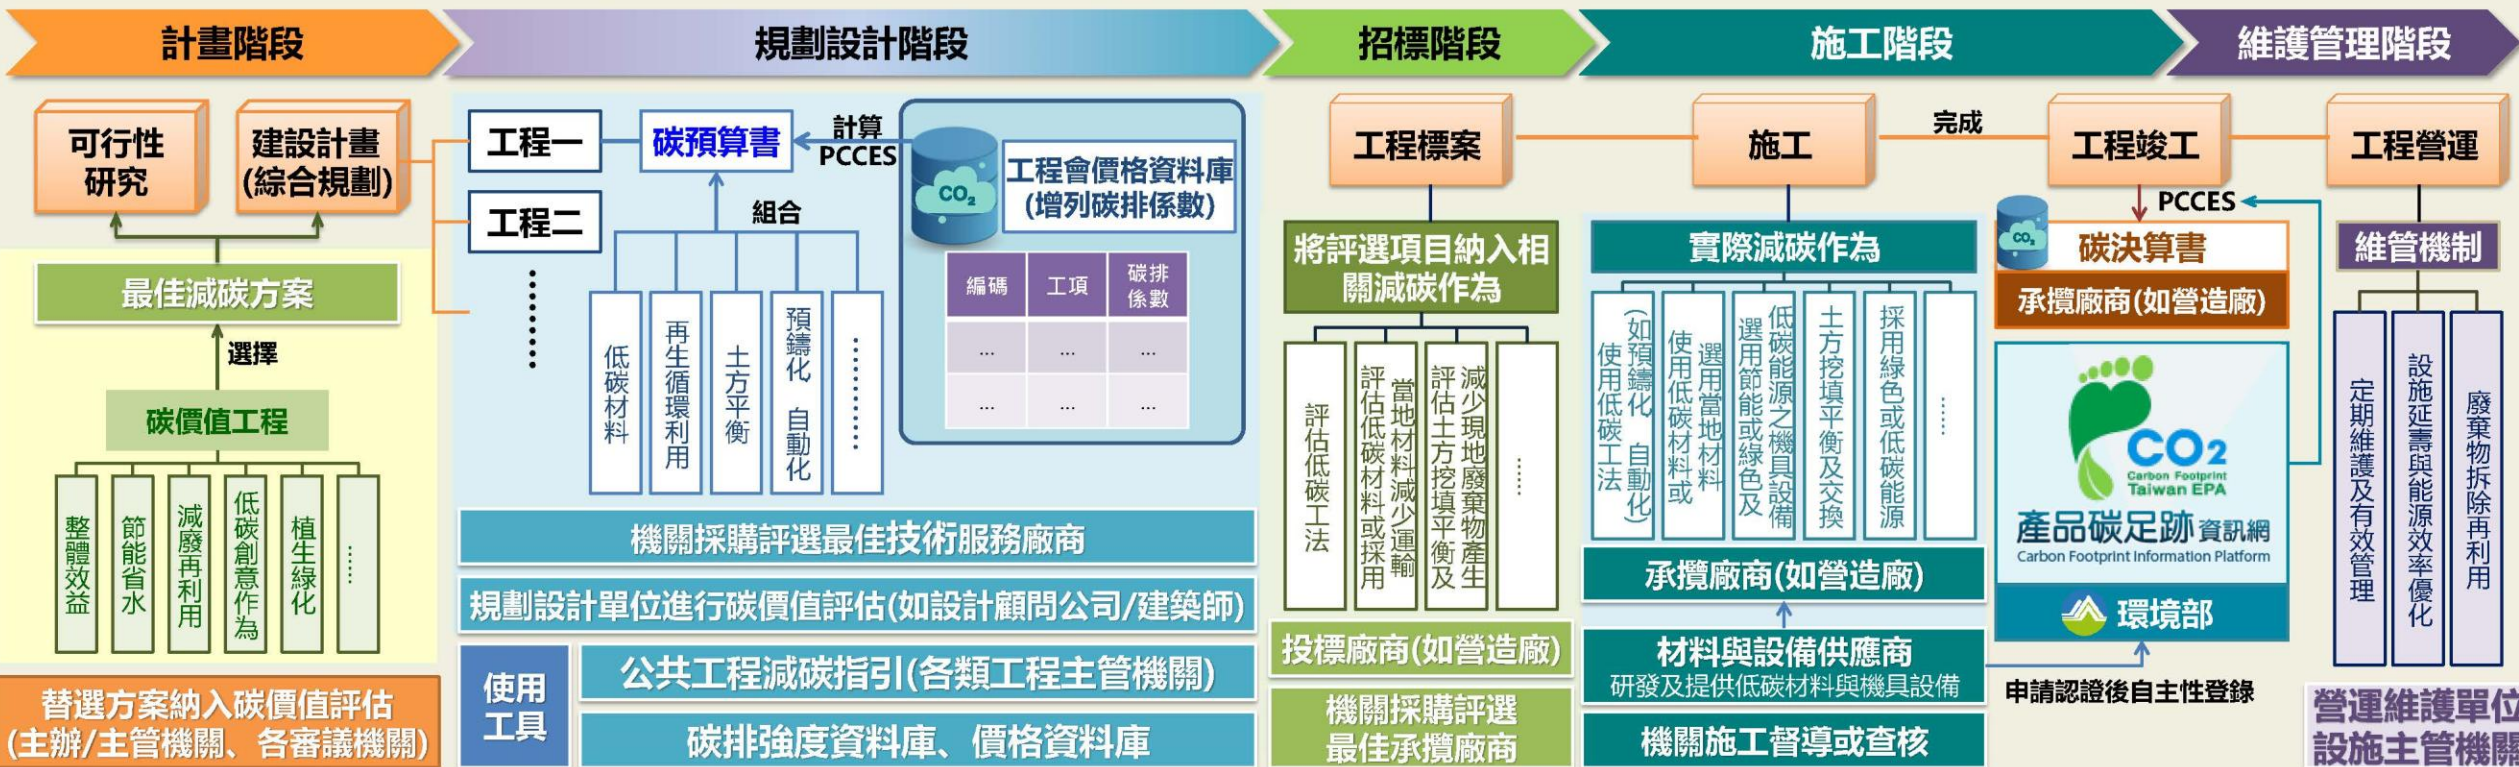 計畫階段
規劃設計階段
招標階段
施工階段
維護管理階段
可行性
研究
建設計畫
(綜合規劃)
最佳減碳方案
選擇
碳價值工程
整體效益
節能省水
減廢再利用
低碳創意作為
植生綠化
......
替選方案納入碳價值評估
(主辦/主管機關、各審議機關)
工程一
工程二
........
碳預算書
計算
PCCES
組合
低碳材料
再生循環利用
土方平衡
預鑄化 自動化
..........
CO2
工程會價格資料庫
(增列碳排係數)
編碼
工項
碳排
係數
...
...
...
...
...
...
機關採購評選最佳技術服務廠商
規劃設計單位進行碳價值評估(如設計顧問公司/建築師)
使用
工具
公共工程減碳指引(各類工程主管機關)
碳排強度資料庫、價格資料庫
工程標案
將評選項目納入相
關減碳作為
評估低碳工法
評估低碳材料或採用
當地材料減少運輸
評估土方挖填平衡及
減少現地廢棄物產生
......
投標廠商(如營造廠)
機關採購評選
最佳承攬廠商
施工
完成
實際減碳作為
使用低碳工法
(如預鑄化 自動化)
使用低碳材料或
選用當地材料
選用節能或綠色及
低碳能源之機具設備
土方挖填平衡及交換
採用綠色或低碳能源
......
承攬廠商(如營造廠)
材料與設備供應商
研發及提供低碳材料與機具設備
機關施工督導或查核
工程竣工
PCCES
CO2
碳決算書
承攬廠商(如營造廠)
CO2
Carbon Footprint
Taiwan EPA
產品碳足跡 資訊網
Carbon Footprint Information Platform
環境部
申請認證後自主性登錄
工程營運
維管機制
定期維護及有效管理
設施延壽與能源效率優化
廢棄物拆除再利用
營運維護單位
設施主管機關